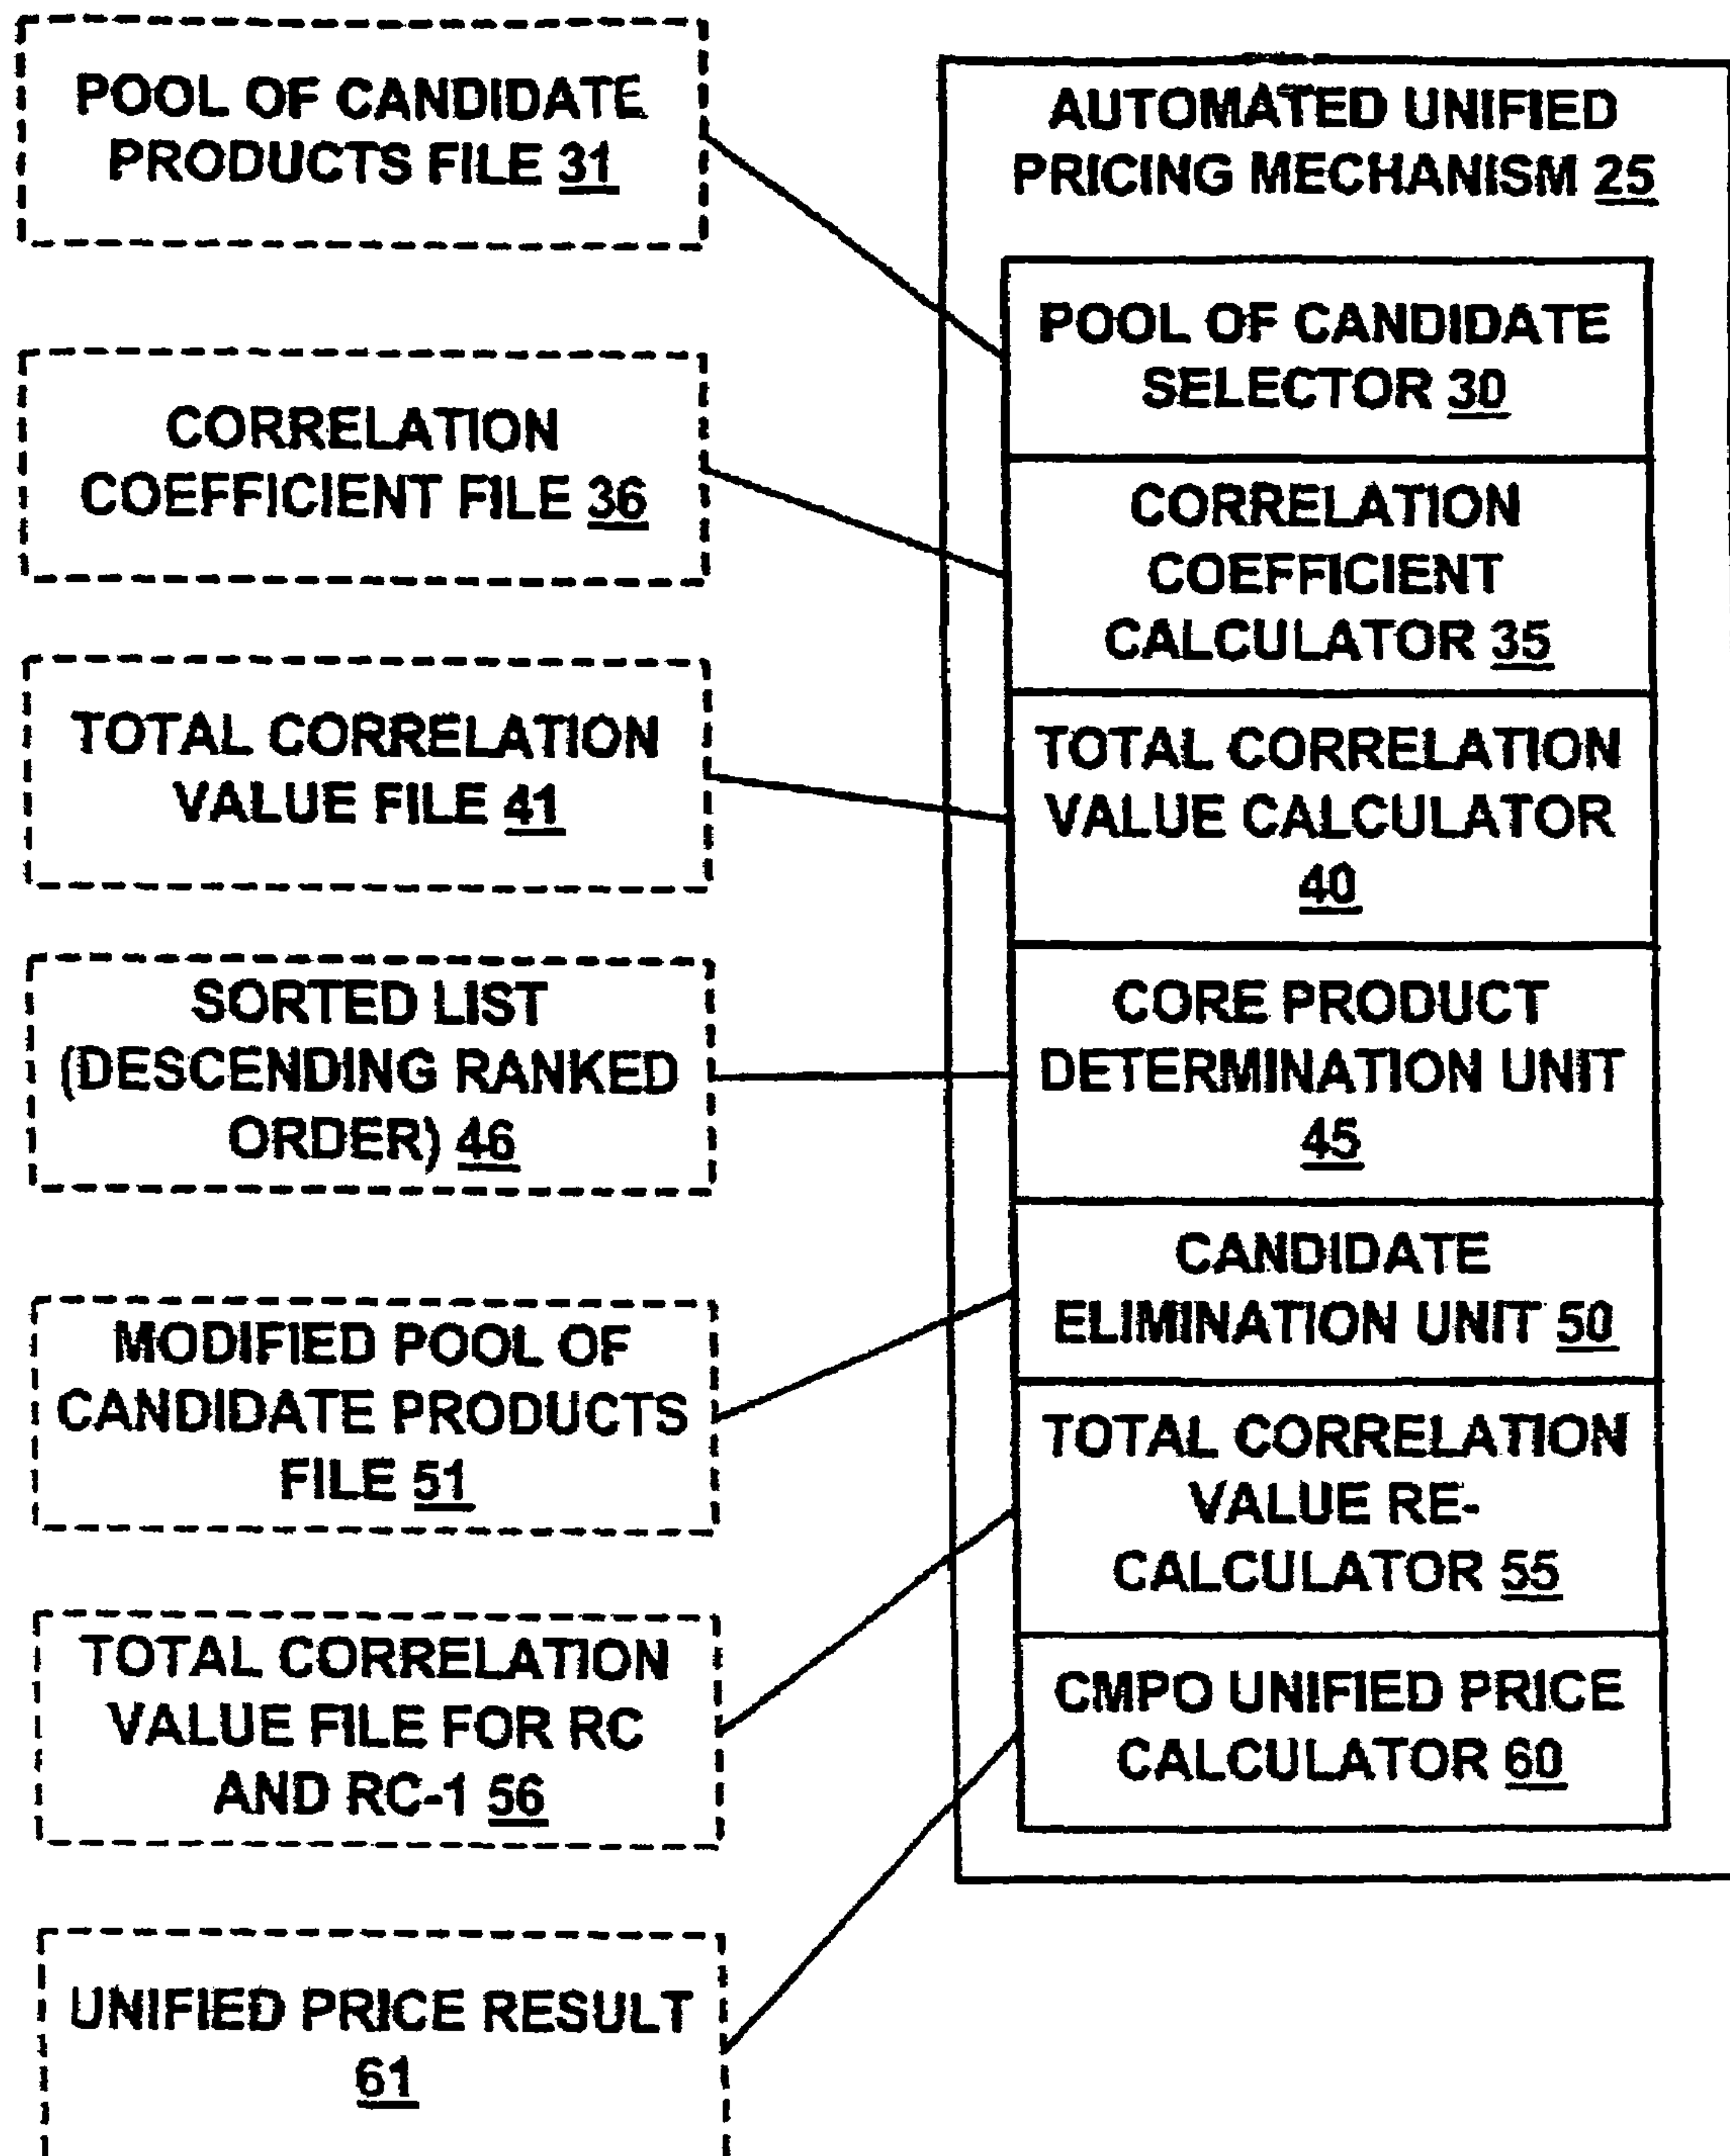 POOL OF CANDIDATE
PRODUCTS FILE 31
CORRELATION
COEFFICIENT FILE 36
TOTAL CORRELATION
VALUE FILE 41
SORTED LIST
(DESCENDING RANKED
ORDER) 46
MODIFIED POOL OF
CANDIDATE PRODUCTS
FILE 51
TOTAL CORRELATION
VALUE FILE FOR RC
AND RC-1 56
UNIFIED PRICE RESULT
61
AUTOMATED UNIFIED
PRICING MECHANISM 25
POOL OF CANDIDATE
SELECTOR 30
CORRELATION
COEFFICIENT
CALCULATOR 35
TOTAL CORRELATION
VALUE CALCULATOR
40
CORE PRODUCT
DETERMINATION UNIT
45
CANDIDATE
ELIMINATION UNIT 50
TOTAL CORRELATION
VALUE RE-
CALCULATOR 55
CMPO UNIFIED PRICE
CALCULATOR 60